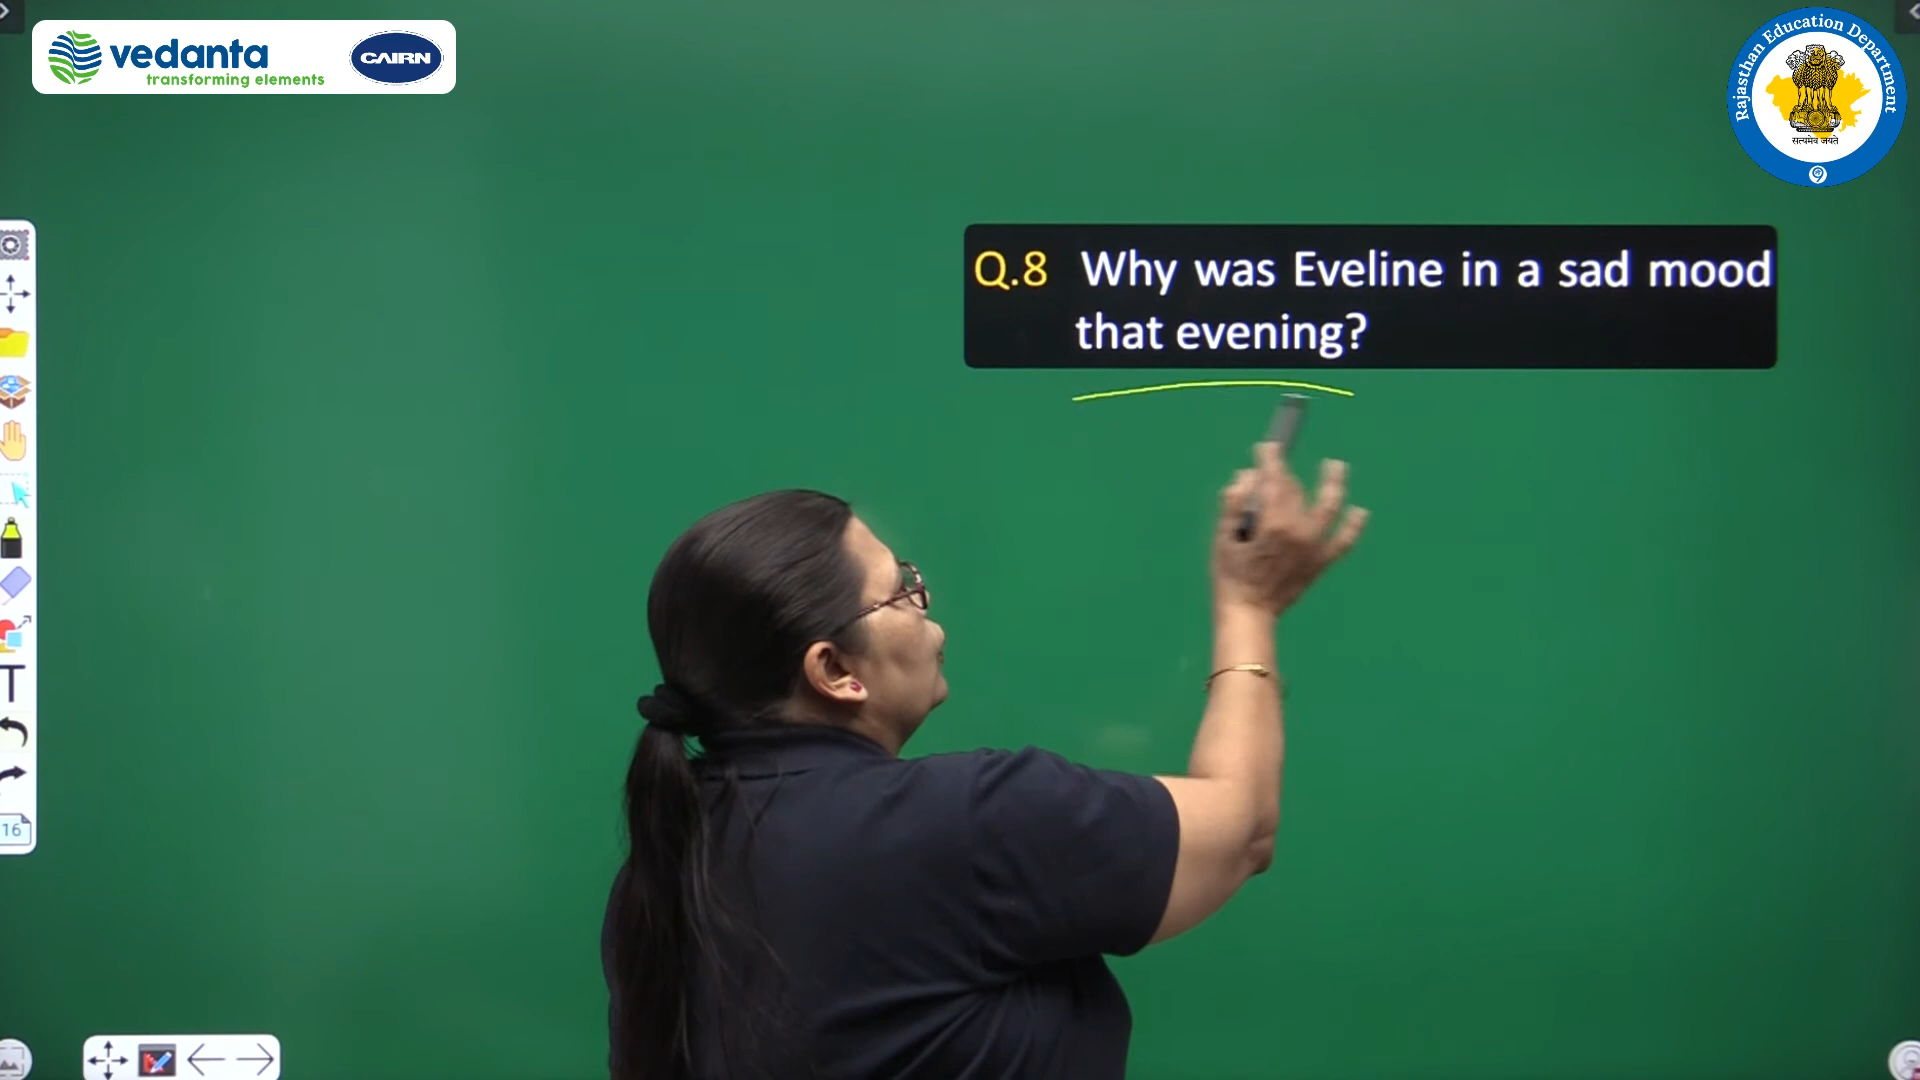 vedanta
transforming elements
CAIRN
Rajasthan Education Department
सत्यमेव जयते
Q.8 Why was Eveline in a sad mood
that evening?
T
16